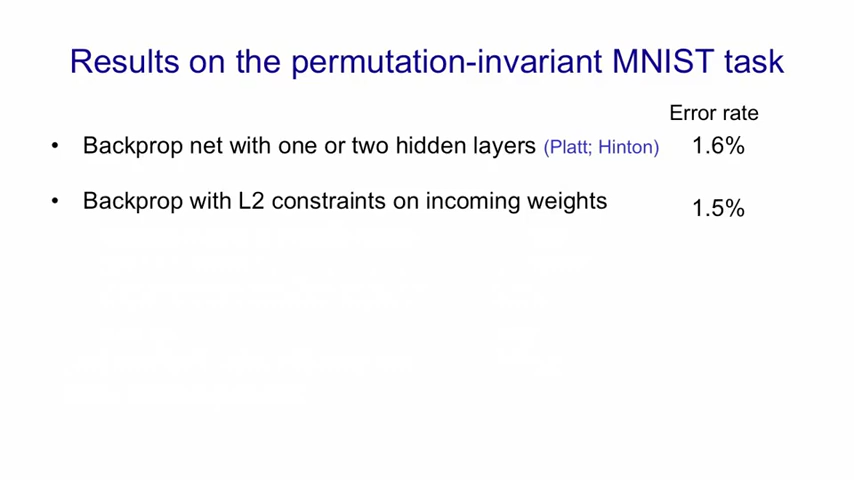 Results on the permutation-invariant MNIST task
Error rate
• Backprop net with one or two hidden layers (Platt; Hinton) 1.6%
• Backprop with L2 constraints on incoming weights 1.5%